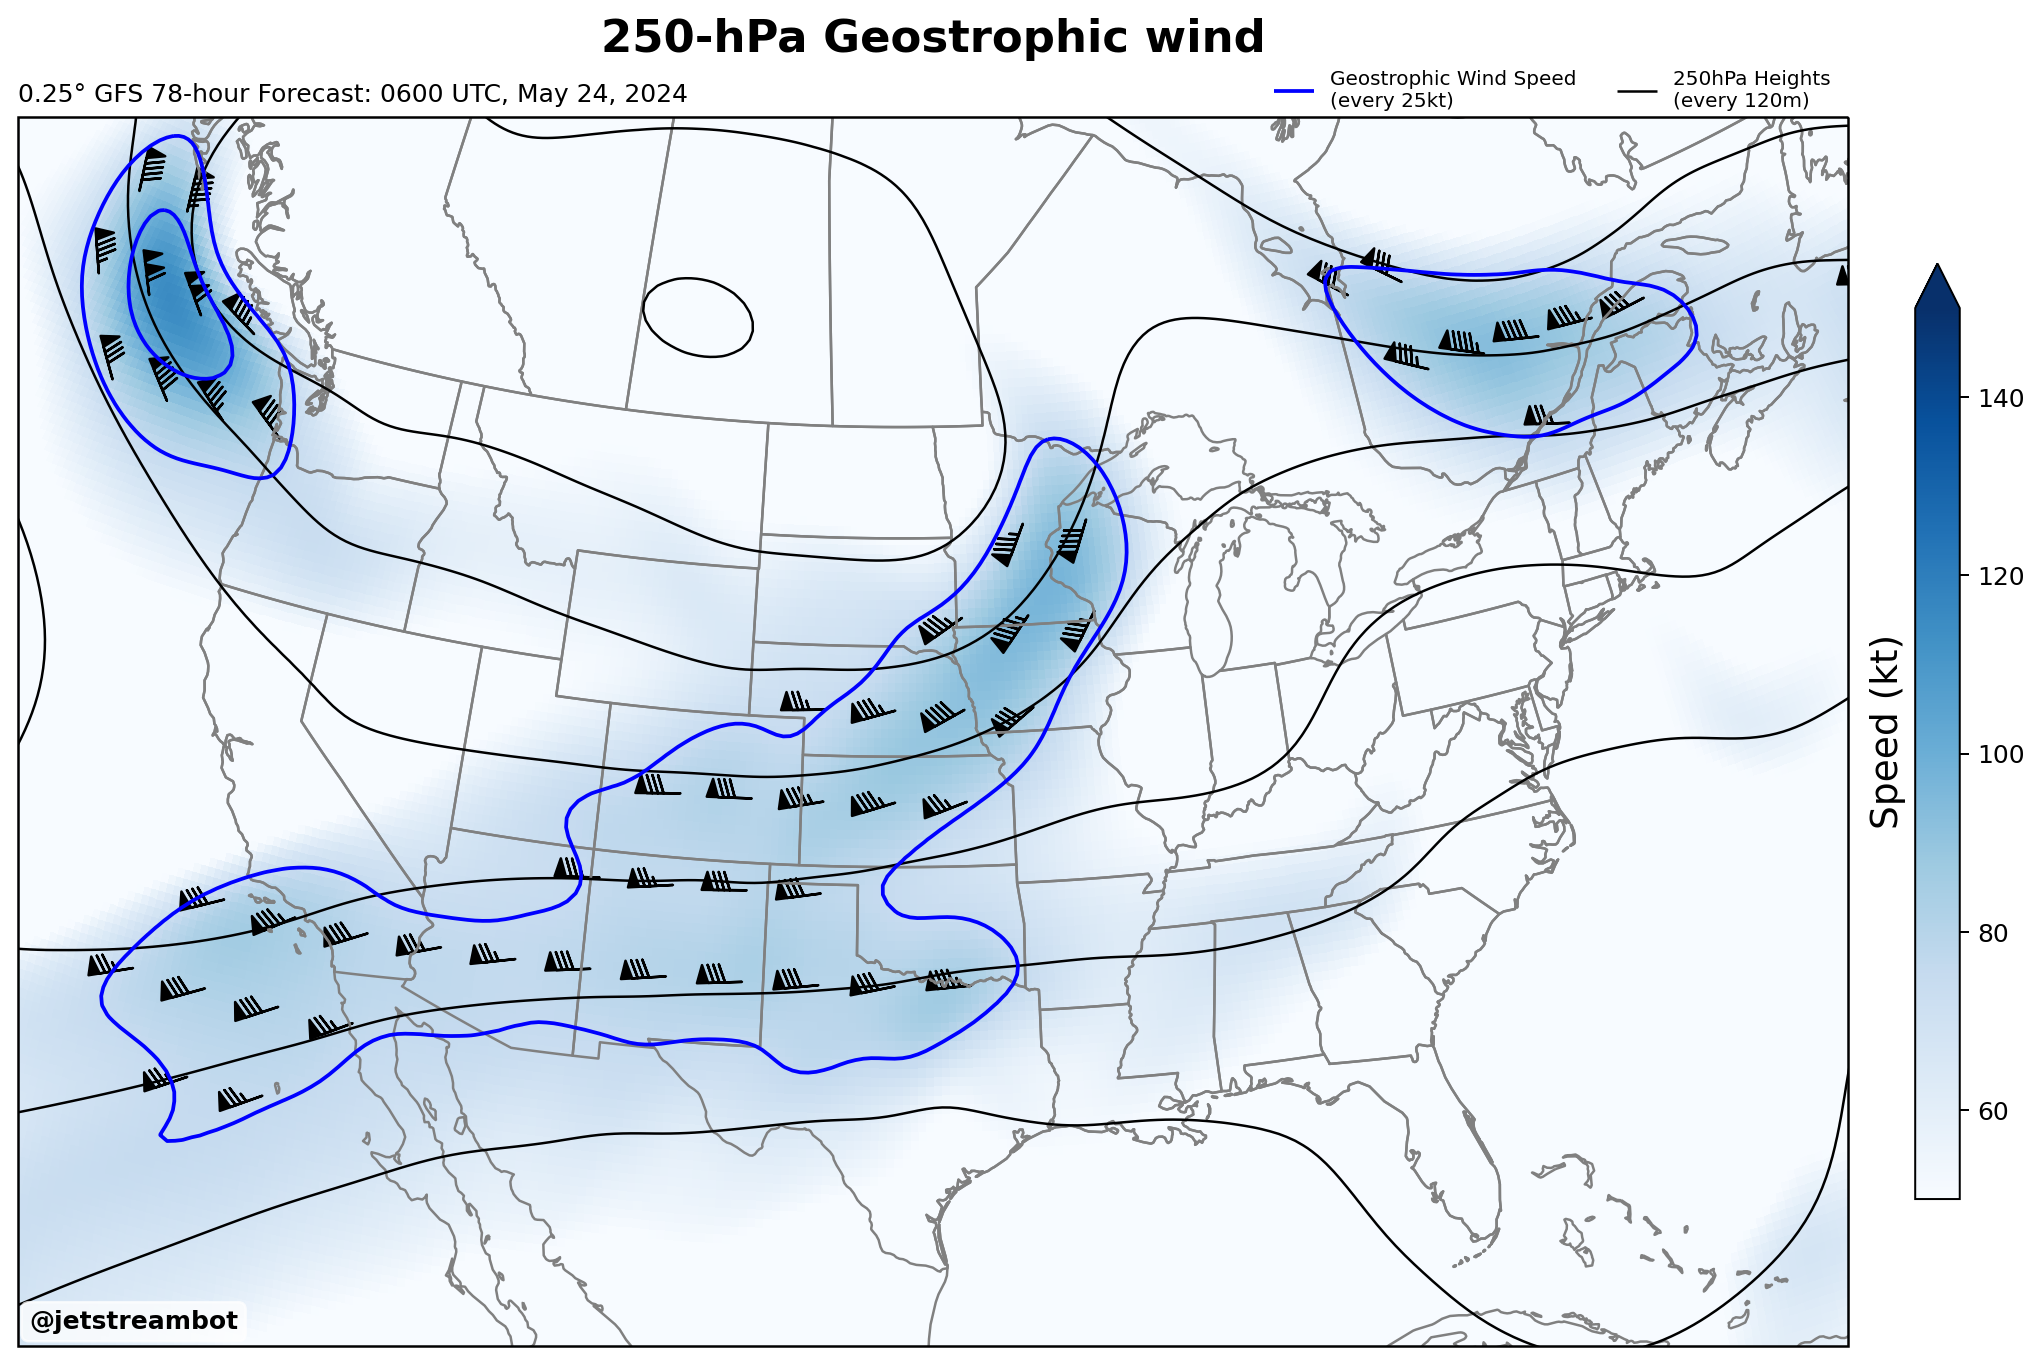 250-hPa Geostrophic wind
0.25° GFS 78-hour Forecast: 0600 UTC, May 24, 2024
Geostrophic Wind Speed
(every 25kt)
250hPa Heights
(every 120m)
140
120
100
80
60
Speed (kt)
@jetstreambot